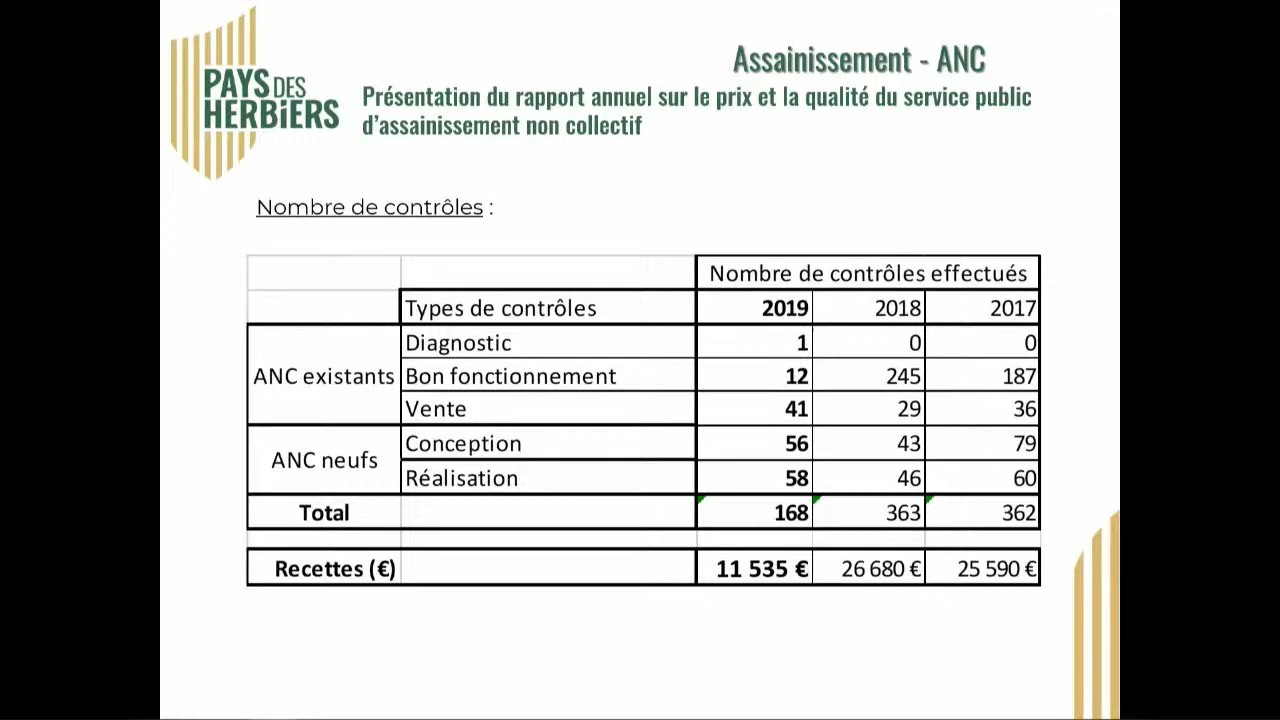 PAYS DES
HERBIERS
Assainissement - ANC
Présentation du rapport annuel sur le prix et la qualité du service public
d'assainissement non collectif
Nombre de contrôles :
Nombre de contrôles effectués
Types de contrôles 2019 2018 2017
ANC existants
Diagnostic 1 0 0
Bon fonctionnement 12 245 187
Vente 41 29 36
ANC neufs
Conception 56 43 79
Réalisation 58 46 60
Total 168 363 362
Recettes (€) 11 535 € 26 680 € 25 590 €